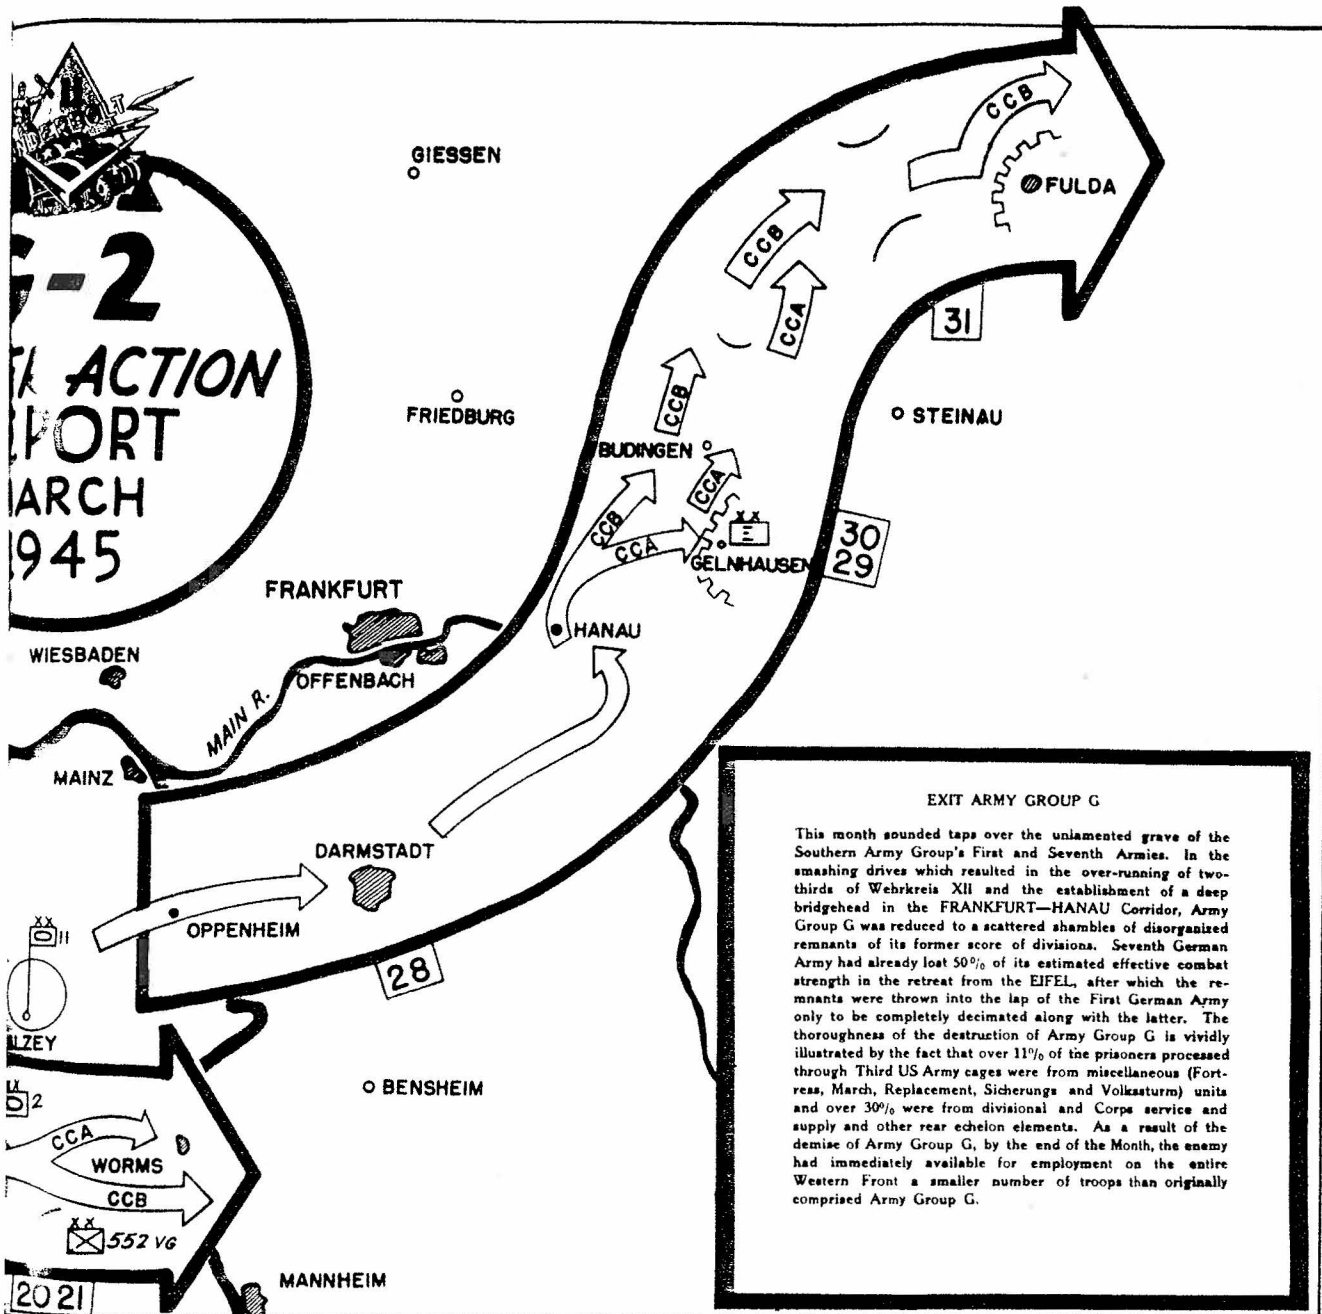 II
G-2
ACTION
REPORT
MARCH
1945
GIESSEN
FRIEDBURG
FRANKFURT
WIESBADEN
OFFENBACH
MAIN R.
MAINZ
HANAU
CCB
CCA
GELNHAUSEN
BUDINGEN
CCA
CCB
CCA
CCB
CCB
FULDA
31
STEINAU
30
29
DARMSTADT
OPPENHEIM
28
XX
11
LZEY
BENSHEIM
XX
2
CCA
WORMS
CCB
XX
552 VG
20 21
MANNHEIM
XX
E
EXIT ARMY GROUP G
This month sounded taps over the unlamented grave of the
Southern Army Group's First and Seventh Armies. In the
smashing drives which resulted in the over-running of two-
thirds of Wehrkreis XII and the establishment of a deep
bridgehead in the FRANKFURT—HANAU Corridor, Army
Group G was reduced to a scattered shambles of disorganized
remnants of its former score of divisions. Seventh German
Army had already lost 50% of its estimated effective combat
strength in the retreat from the EIFEL, after which the re-
mnants were thrown into the lap of the First German Army
only to be completely decimated along with the latter. The
thoroughness of the destruction of Army Group G is vividly
illustrated by the fact that over 11% of the prisoners processed
through Third US Army cages were from miscellaneous (Fort-
ress, March, Replacement, Sicherungs and Volkssturm) units
and over 30% were from divisional and Corps service and
supply and other rear echelon elements. As a result of the
demise of Army Group G, by the end of the Month, the enemy
had immediately available for employment on the entire
Western Front a smaller number of troops than originally
comprised Army Group G.